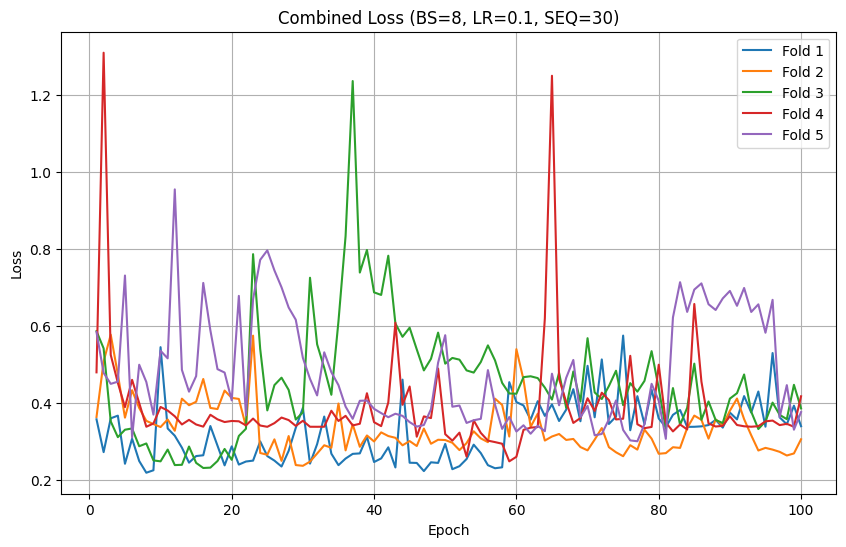 Combined Loss (BS=8, LR=0.1, SEQ=30)
Fold 1
Fold 2
Fold 3
Fold 4
Fold 5
Loss
1.2
1.0
0.8
0.6
0.4
0.2
0 20 40 60 80 100
Epoch